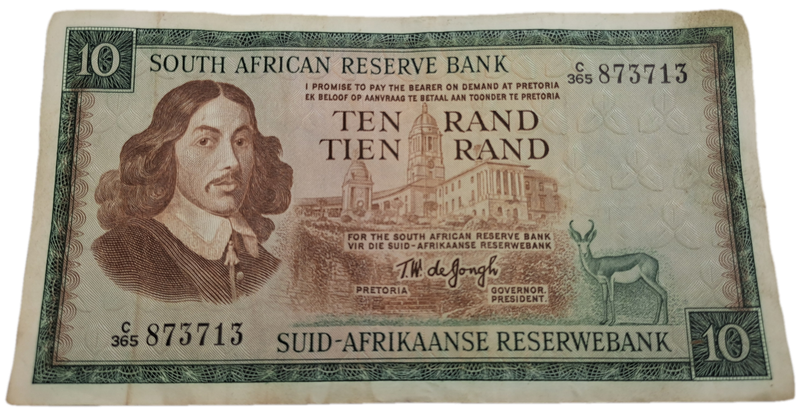 10
SOUTH AFRICAN RESERVE BANK
C/365 873713
I PROMISE TO PAY THE BEARER ON DEMAND AT PRETORIA
EK BELOOF OP AANVRAAG TE BETAAL AAN TOONDER TE PRETORIA
TEN RAND
TIEN RAND
FOR THE SOUTH AFRICAN RESERVE BANK
VIR DIE SUID-AFRIKAANSE RESERWEBANK
T.W. de Jongh
PRETORIA GOVERNOR.
PRESIDENT.
C/365 873713
SUID-AFRIKAANSE RESERWEBANK
10